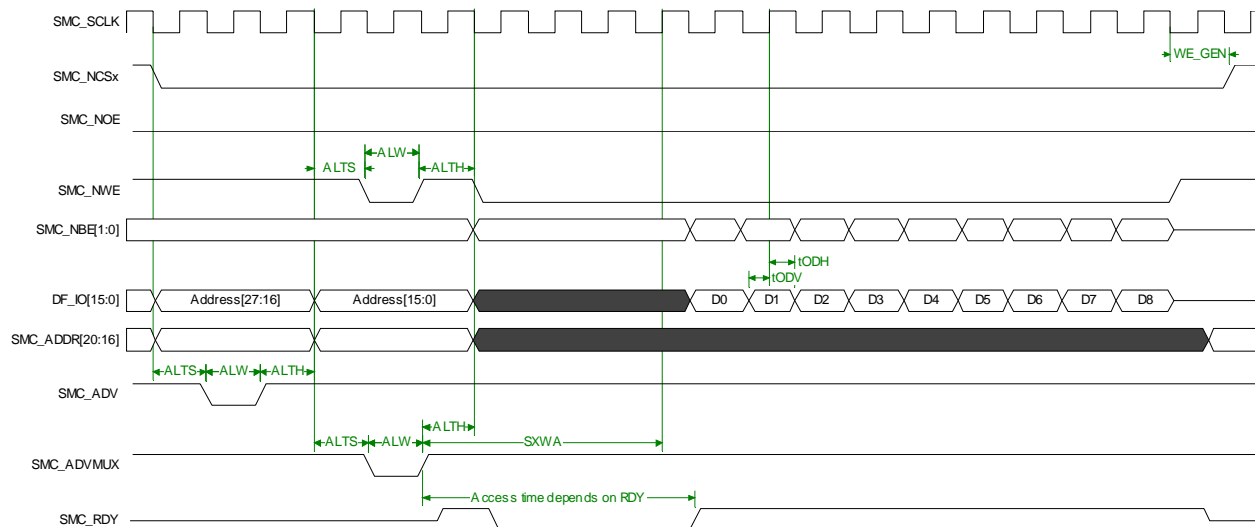 SMC_SCLK
WE_GEN
SMC_NCSx
SMC_NOE
ALW
ALTS ALTH
SMC_NWE
SMC_NBE[1:0]
tODH
tODV
DF_IO[15:0] Address[27:16] Address[15:0] D0 D1 D2 D3 D4 D5 D6 D7 D8
SMC_ADDR[20:16]
ALTS ALW ALTH
SMC_ADV
ALTH
ALTS ALW SXWA
SMC_ADVMUX
Access time depends on RDY
SMC_RDY